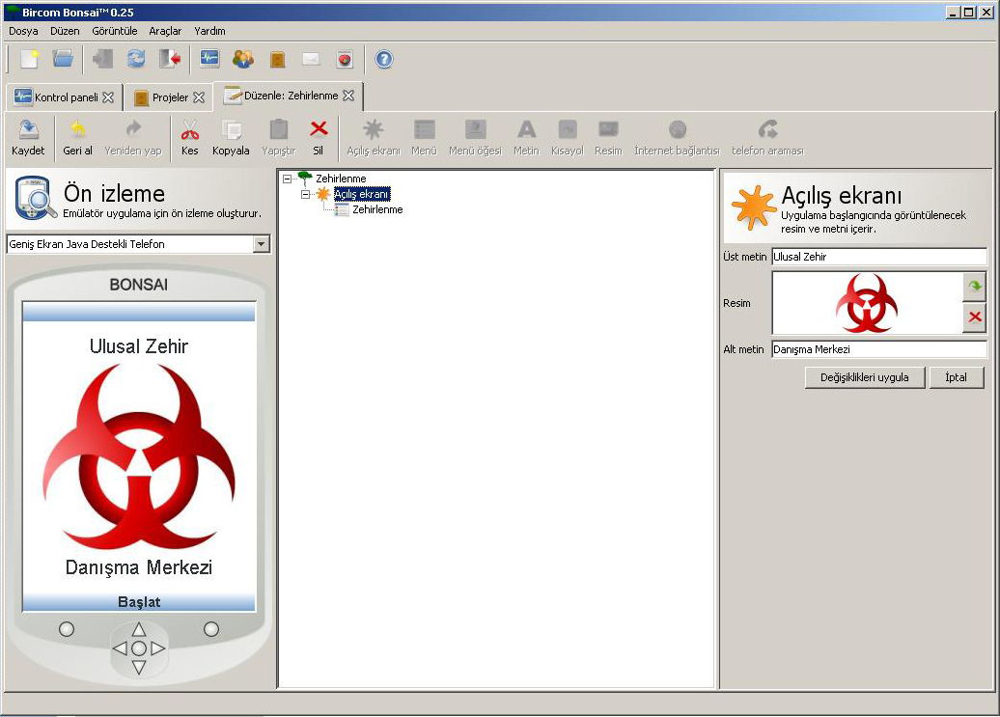 Bircom Bonsai™ 0.25
Dosya Düzen Görüntüle Araçlar Yardım
Kontrol paneli Projeler Düzenle: Zehirlenme
Kaydet Geri al Yeniden yap Kes Kopyala Yapıştır Sil Açılış ekranı Menü Menü öğesi Metin Kısayol Resim İnternet bağlantısı telefon araması
Ön izleme
Emülatör uygulama için ön izleme oluşturur.
Geniş Ekran Java Destekli Telefon
BONSAI
Ulusal Zehir
Danışma Merkezi
Başlat
Zehirlenme
Açılış ekranı
Zehirlenme
Açılış ekranı
Uygulama başlangıcında görüntülenecek
resim ve metni içerir.
Üst metin Ulusal Zehir
Resim
Alt metin Danışma Merkezi
Değişiklikleri uygula İptal